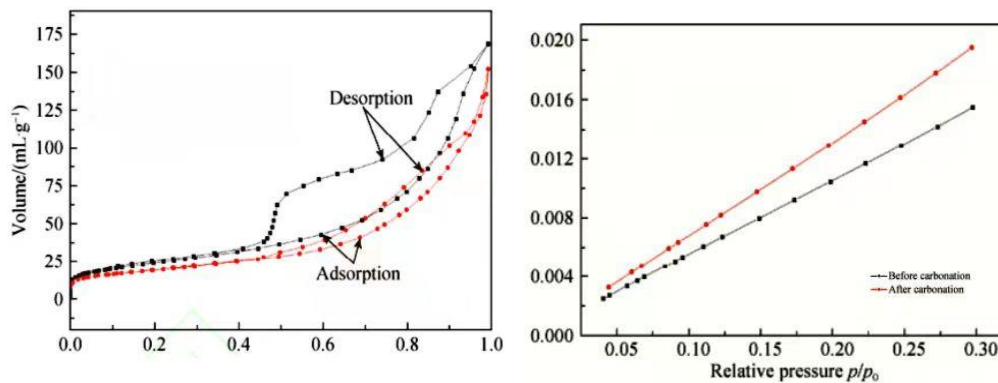 175
150
125
100
75
50
25
0
Volume/(mL·g⁻¹)
Desorption
Adsorption
0.0 0.2 0.4 0.6 0.8 1.0
0.020
0.016
0.012
0.008
0.004
0.000
Before carbonation
After carbonation
0.05 0.10 0.15 0.20 0.25 0.30
Relative pressure p/p₀